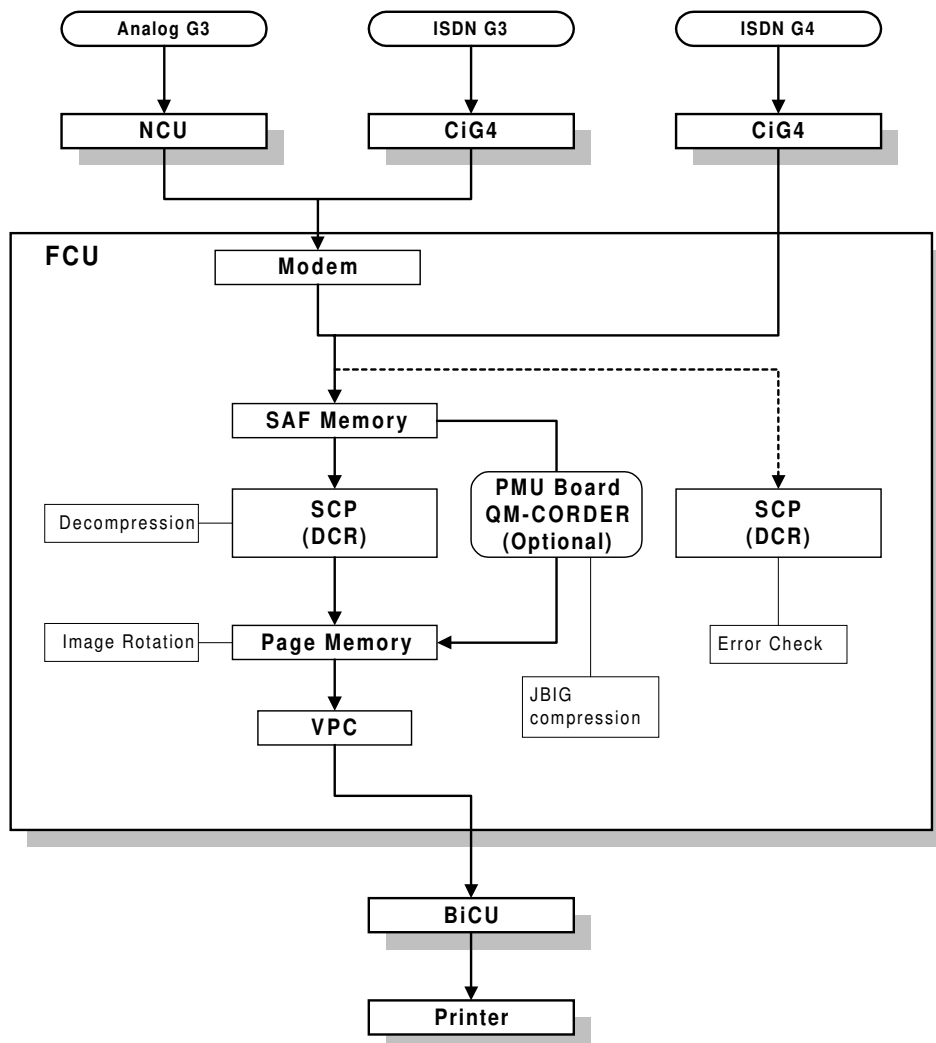 Analog G3
ISDN G3
ISDN G4
NCU
CiG4
CiG4
FCU
Modem
SAF Memory
PMU Board
QM-CORDER
(Optional)
SCP
(DCR)
SCP
(DCR)
Decompression
Image Rotation
Page Memory
Error Check
JBIG
compression
VPC
BiCU
Printer